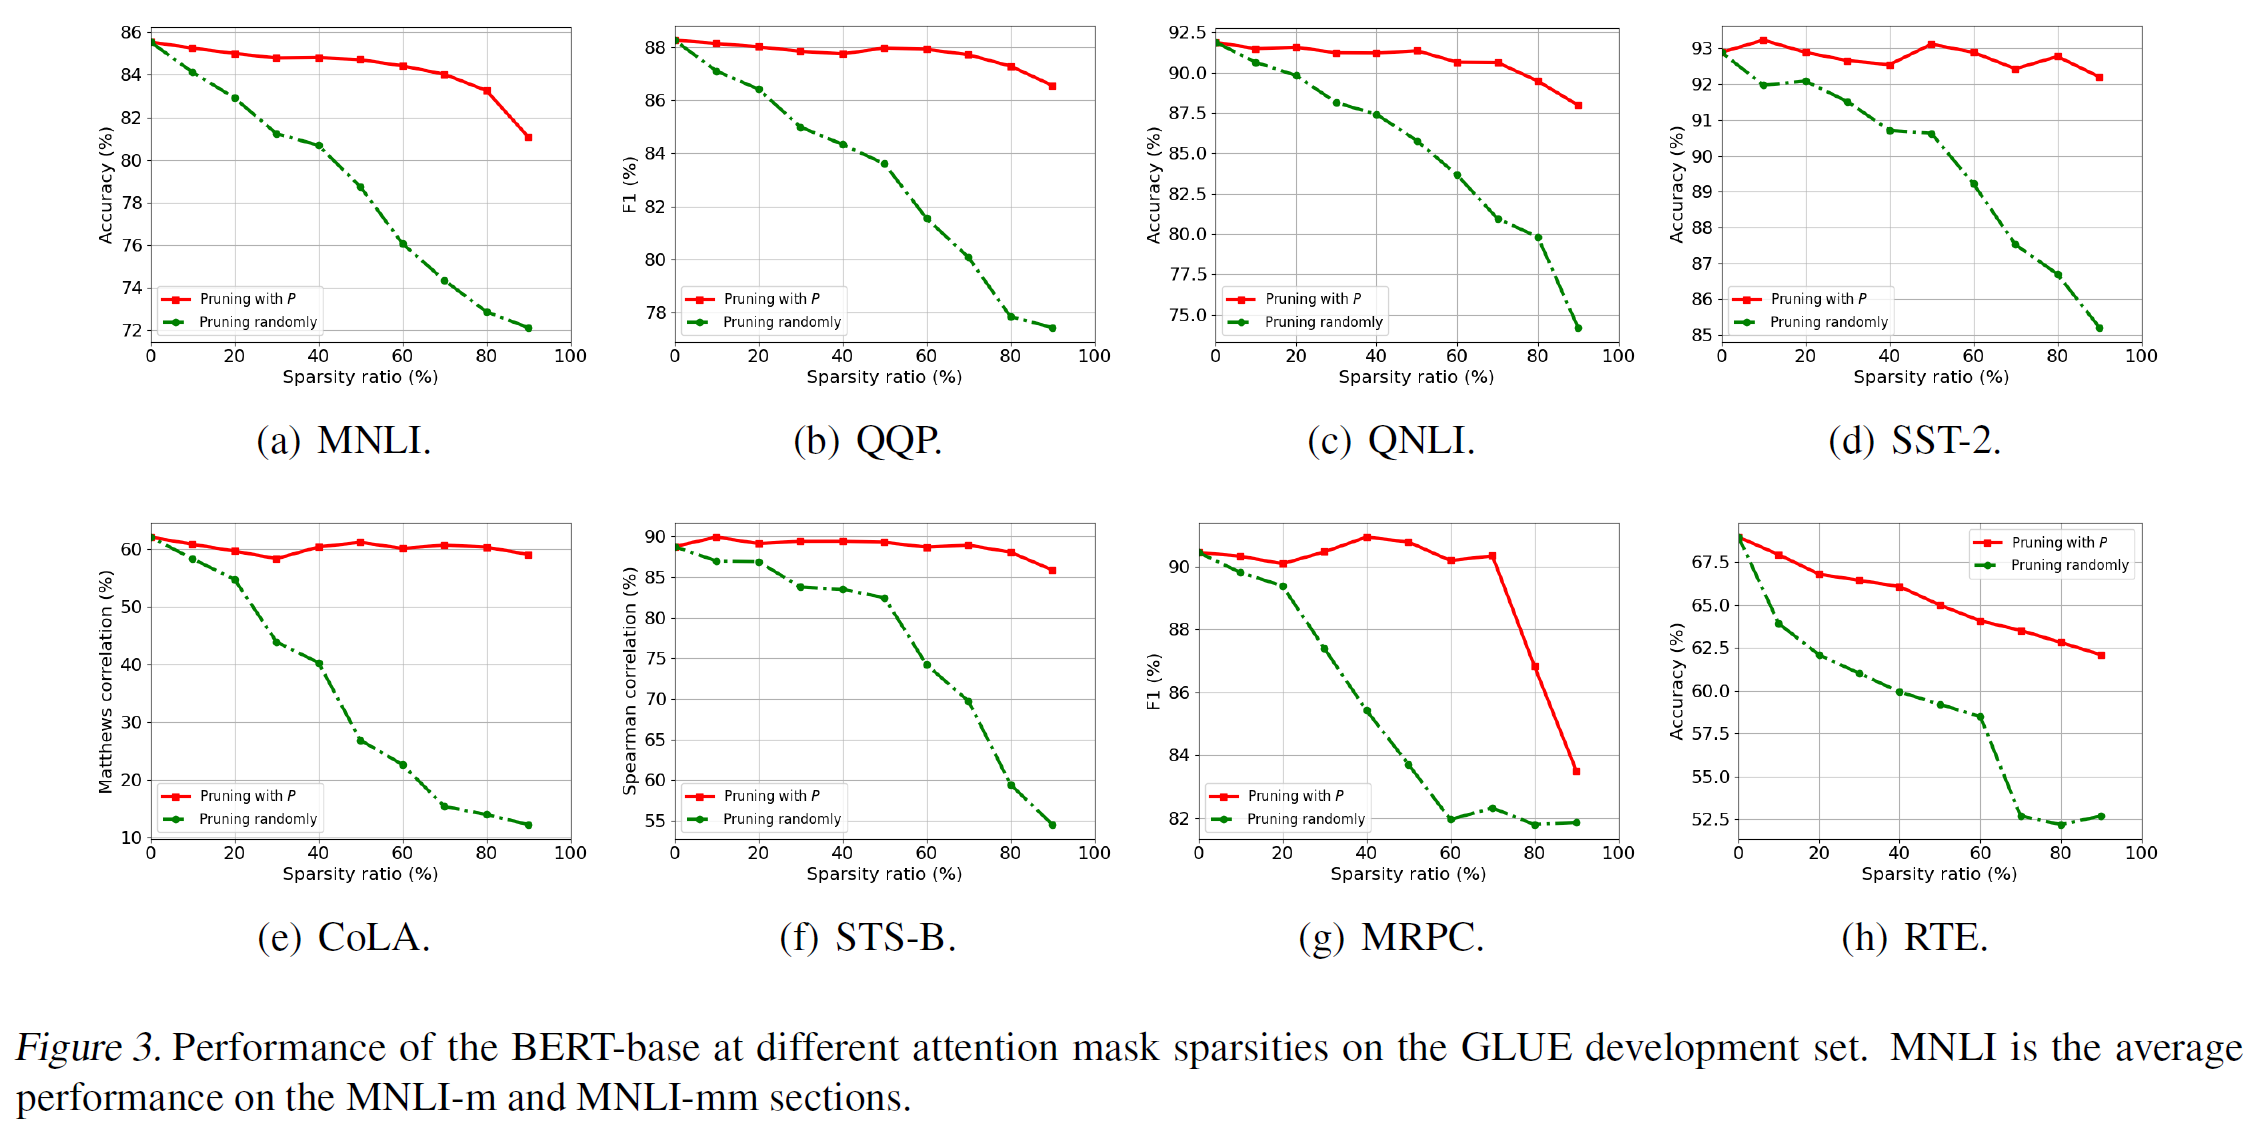 86
84
82
80
78
76
74
72
Accuracy (%)
Pruning with P
Pruning randomly
0 20 40 60 80 100
Sparsity ratio (%)
(a) MNLI.
88
86
84
82
80
78
F1 (%)
Pruning with P
Pruning randomly
0 20 40 60 80 100
Sparsity ratio (%)
(b) QQP.
92.5
90.0
87.5
85.0
82.5
80.0
77.5
75.0
Accuracy (%)
Pruning with P
Pruning randomly
0 20 40 60 80 100
Sparsity ratio (%)
(c) QNLI.
93
92
91
90
89
88
87
86
85
Accuracy (%)
Pruning with P
Pruning randomly
0 20 40 60 80 100
Sparsity ratio (%)
(d) SST-2.
60
50
40
30
20
10
Matthews correlation (%)
Pruning with P
Pruning randomly
0 20 40 60 80 100
Sparsity ratio (%)
(e) CoLA.
90
85
80
75
70
65
60
55
Spearman correlation (%)
Pruning with P
Pruning randomly
0 20 40 60 80 100
Sparsity ratio (%)
(f) STS-B.
90
88
86
84
82
F1 (%)
Pruning with P
Pruning randomly
0 20 40 60 80 100
Sparsity ratio (%)
(g) MRPC.
67.5
65.0
62.5
60.0
57.5
55.0
52.5
Accuracy (%)
Pruning with P
Pruning randomly
0 20 40 60 80 100
Sparsity ratio (%)
(h) RTE.
Figure 3. Performance of the BERT-base at different attention mask sparsities on the GLUE development set. MNLI is the average
performance on the MNLI-m and MNLI-mm sections.